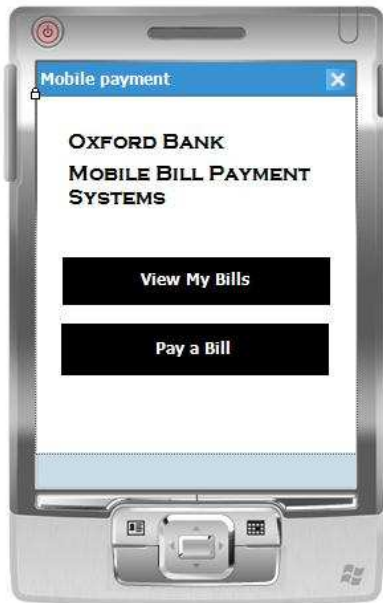 Mobile payment
OXFORD BANK
MOBILE BILL PAYMENT
SYSTEMS
View My Bills
Pay a Bill